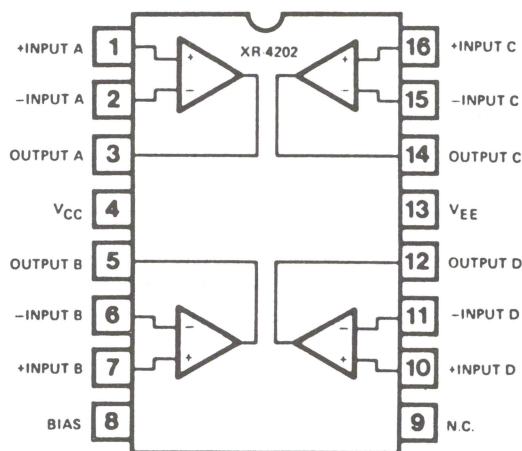 +INPUT A 1 + XR-4202 + 16 +INPUT C
-INPUT A 2 - - 15 -INPUT C
OUTPUT A 3 14 OUTPUT C
VCC 4 13 VEE
OUTPUT B 5 12 OUTPUT D
-INPUT B 6 - - 11 -INPUT D
+INPUT B 7 + + 10 +INPUT D
BIAS 8 9 N.C.